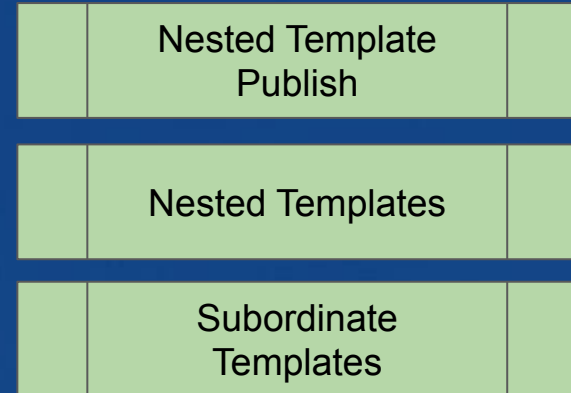 Nested Template
Publish
Nested Templates
Subordinate
Templates